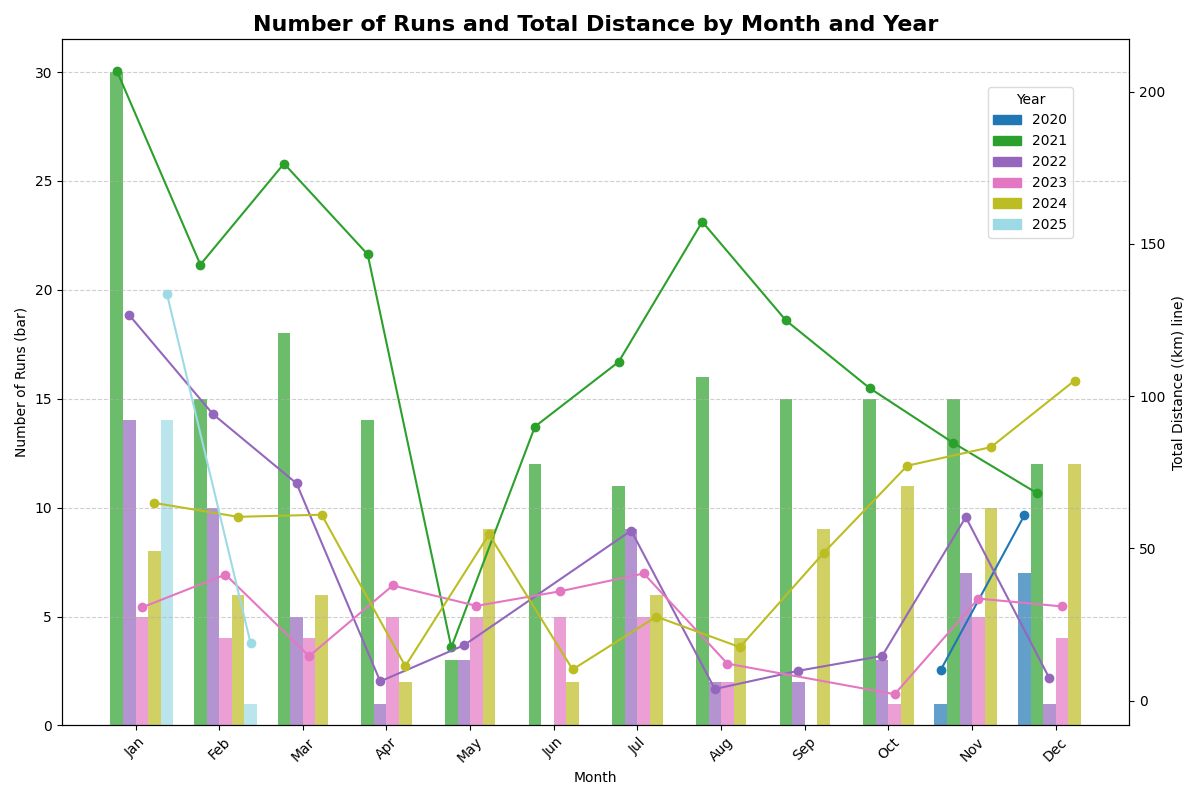 Number of Runs and Total Distance by Month and Year
Number of Runs (bar)
30
25
20
15
10
5
0
Year
2020
2021
2022
2023
2024
2025
200
150
100
50
0
Total Distance ((km) line)
Jan
Feb
Mar
Apr
May
Jun
Jul
Aug
Sep
Oct
Nov
Dec
Month